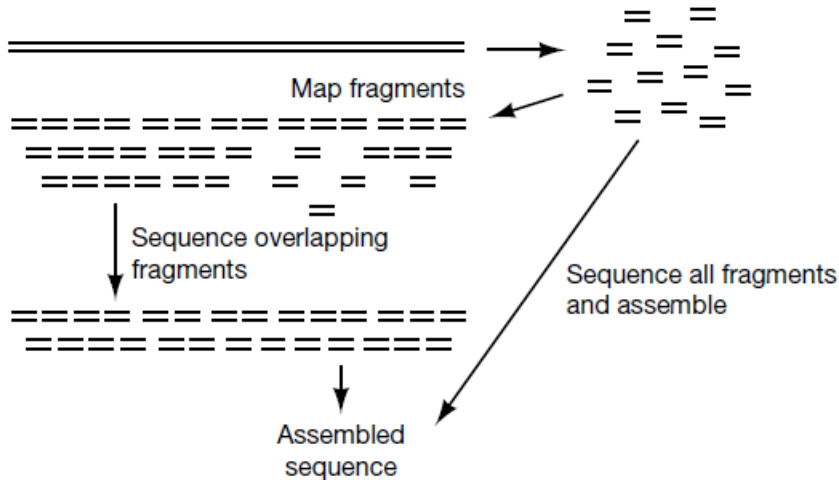 Map fragments
Sequence overlapping
fragments
Sequence all fragments
and assemble
Assembled
sequence